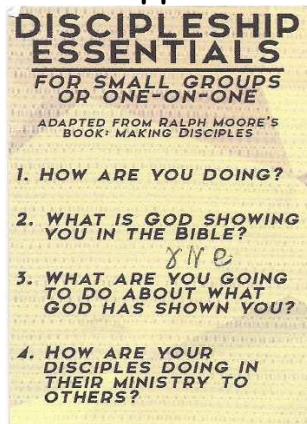 DISCIPLESHIP
ESSENTIALS
FOR SMALL GROUPS
OR ONE-ON-ONE
ADAPTED FROM RALPH MOORE'S
BOOK: MAKING DISCIPLES
1. HOW ARE YOU DOING?
2. WHAT IS GOD SHOWING
YOU IN THE BIBLE?
3. WHAT ARE YOU GOING
TO DO ABOUT WHAT
GOD HAS SHOWN YOU?
4. HOW ARE YOUR
DISCIPLES DOING IN
THEIR MINISTRY TO
OTHERS?